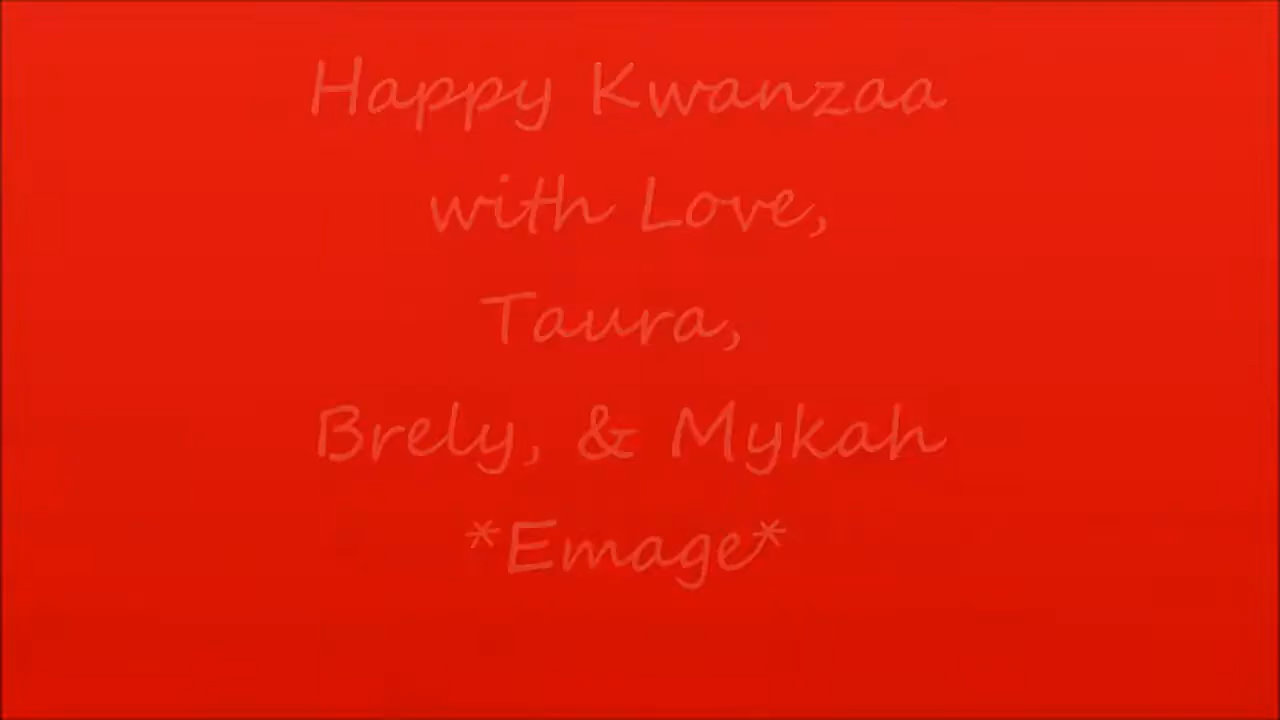 Happy Kwanzaa
with Love,
Taura,
Brely, & Mykah
*Emage*